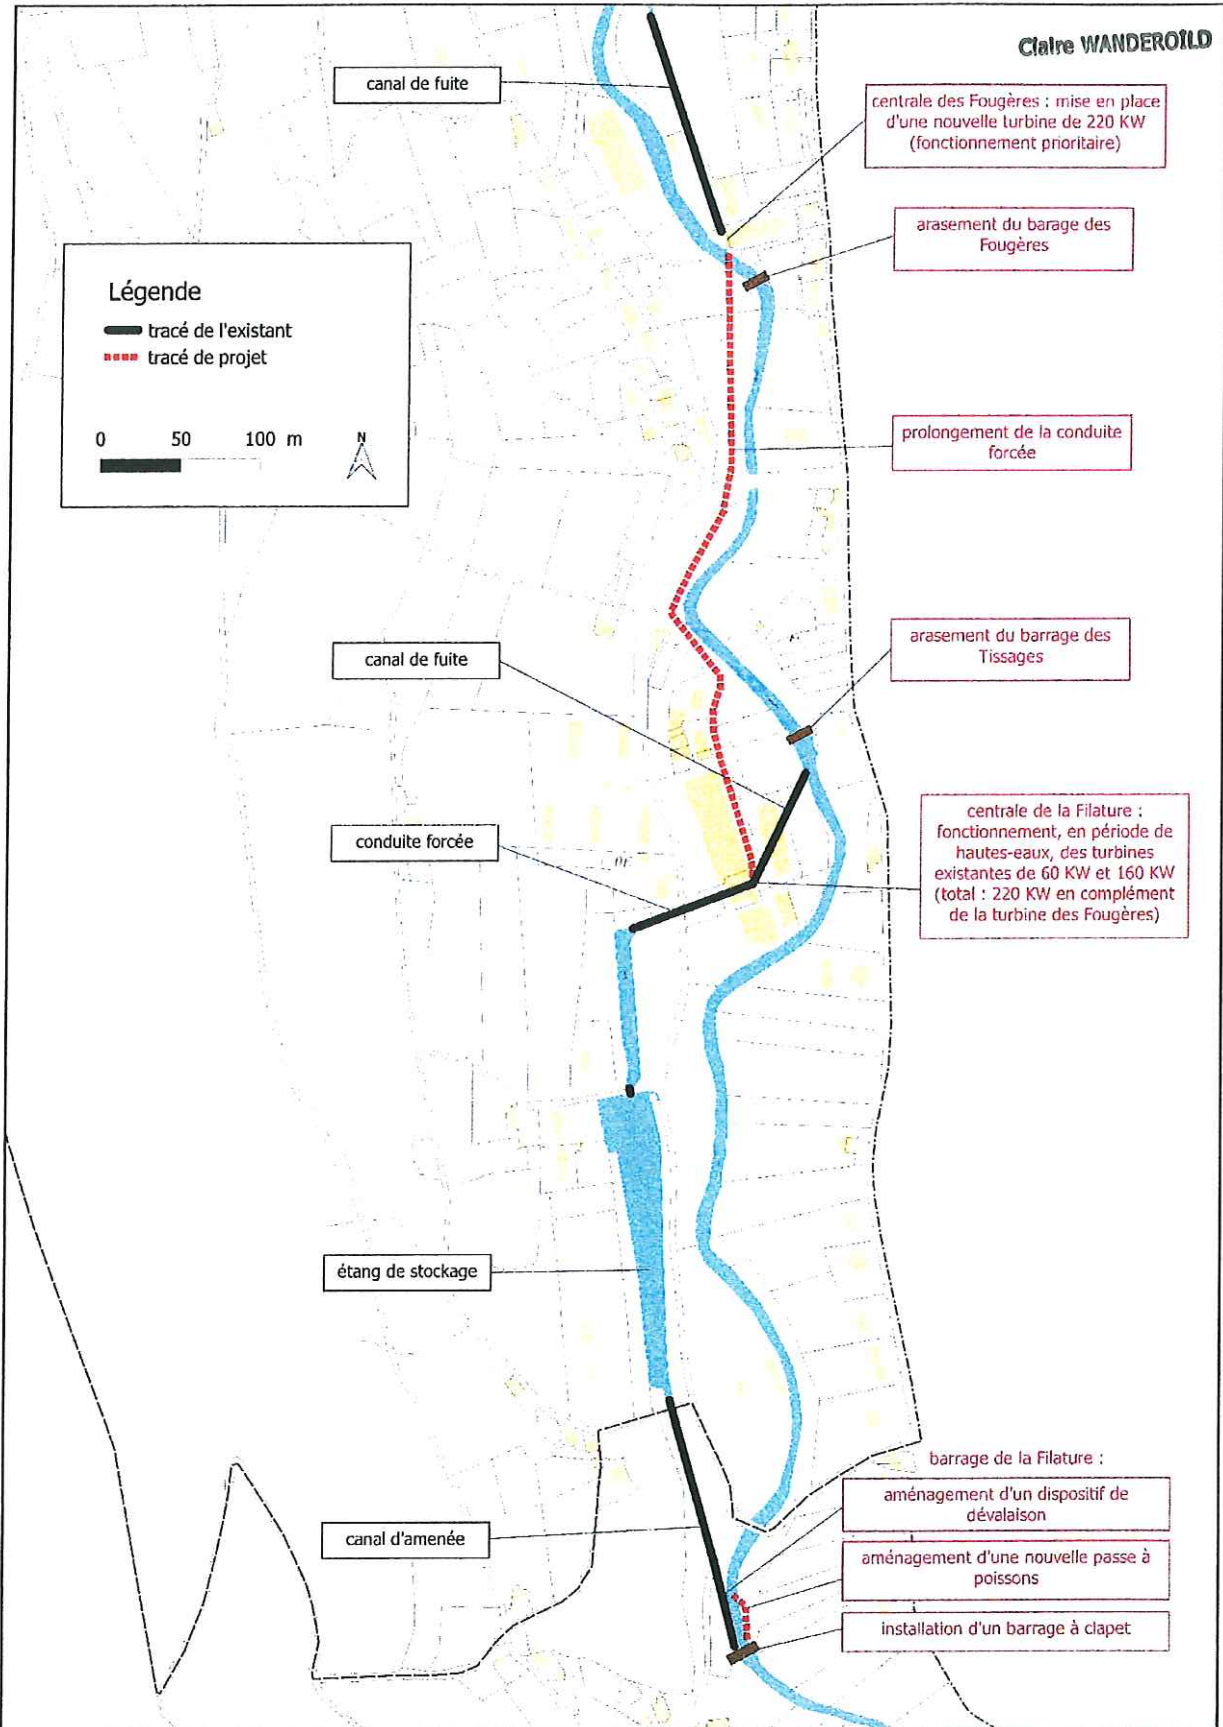 Claire WANDEROILD
canal de fuite
centrale des Fougères : mise en place
d'une nouvelle turbine de 220 KW
(fonctionnement prioritaire)
arasement du barage des
Fougères
Légende
tracé de l'existant
tracé de projet
0 50 100 m
N
prolongement de la conduite
forcée
arasement du barrage des
Tissages
canal de fuite
conduite forcée
centrale de la Filature :
fonctionnement, en période de
hautes-eaux, des turbines
existantes de 60 KW et 160 KW
(total : 220 KW en complément
de la turbine des Fougères)
étang de stockage
barrage de la Filature :
aménagement d'un dispositif de
dévalaison
canal d'amenée
aménagement d'une nouvelle passe à
poissons
installation d'un barrage à clapet